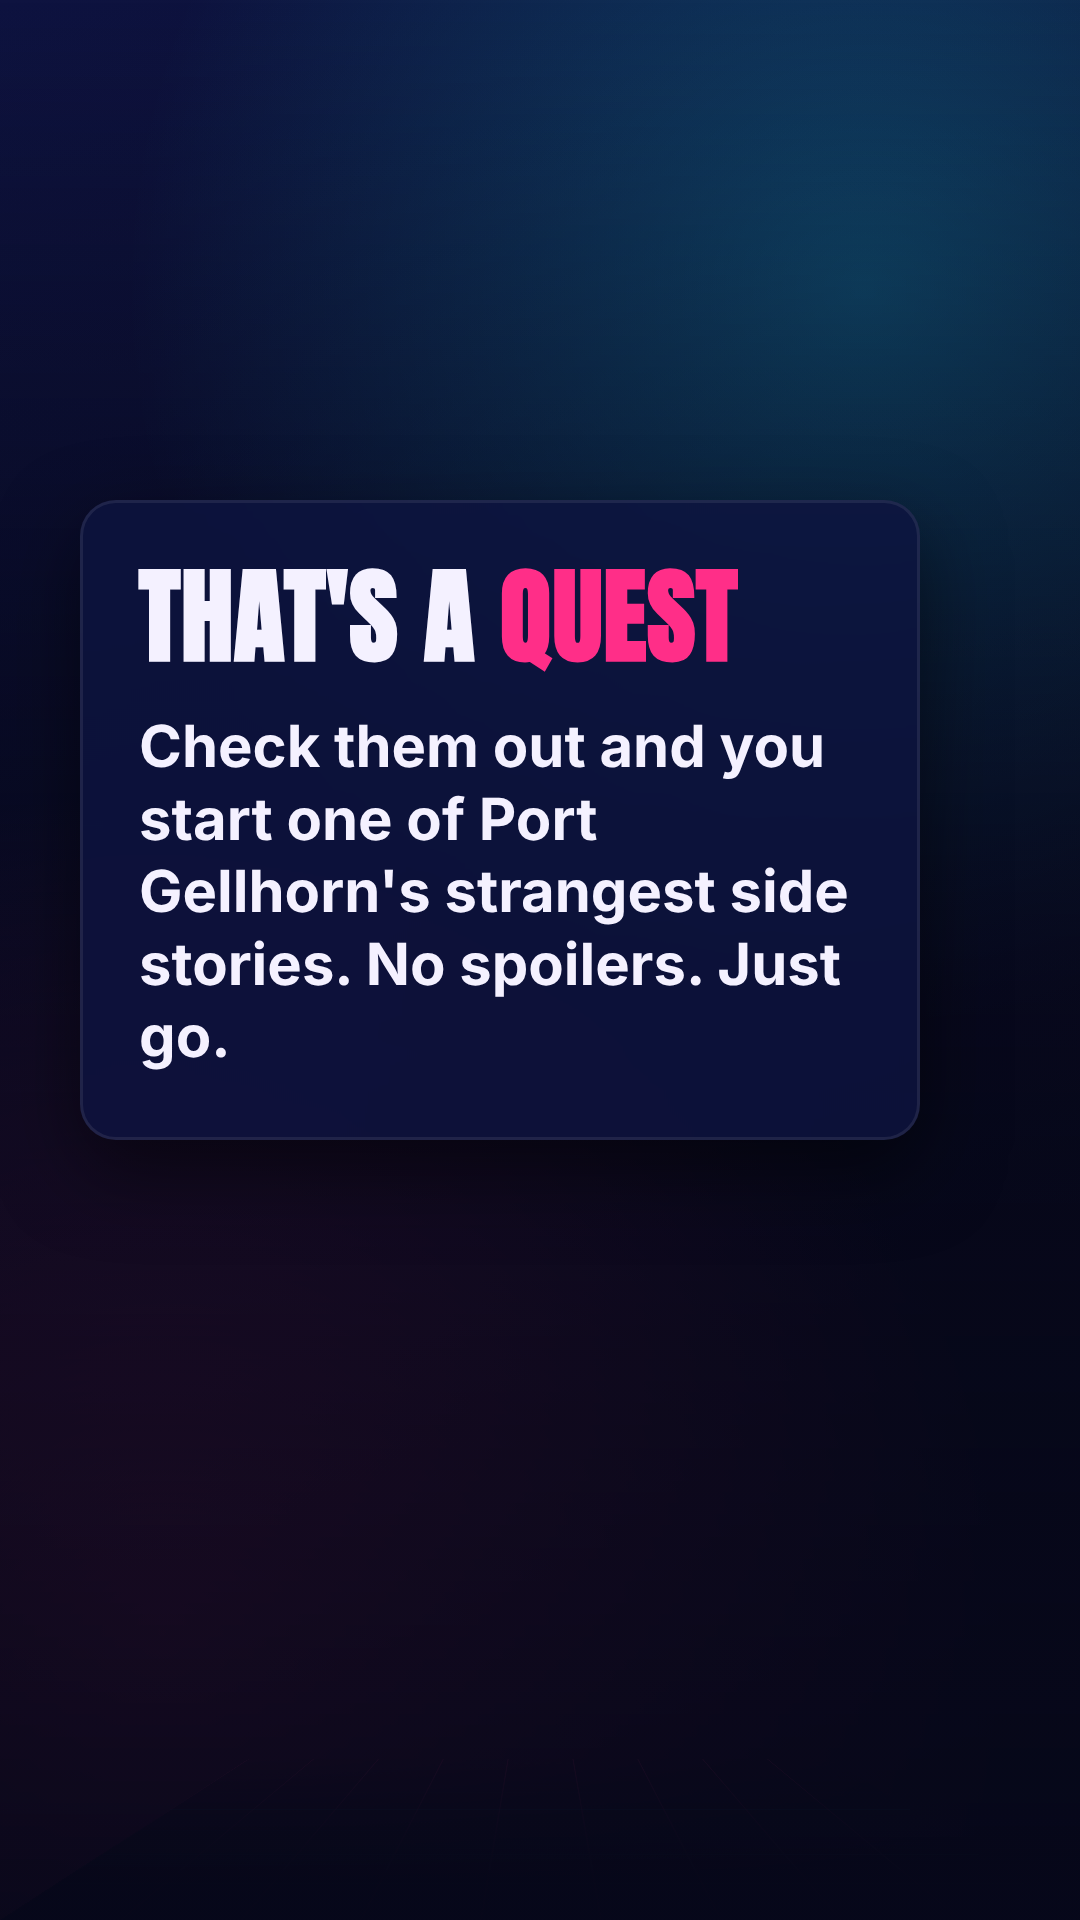 THAT'S A QUEST
Check them out and you
start one of Port
Gellhorn's strangest side
stories. No spoilers. Just
go.